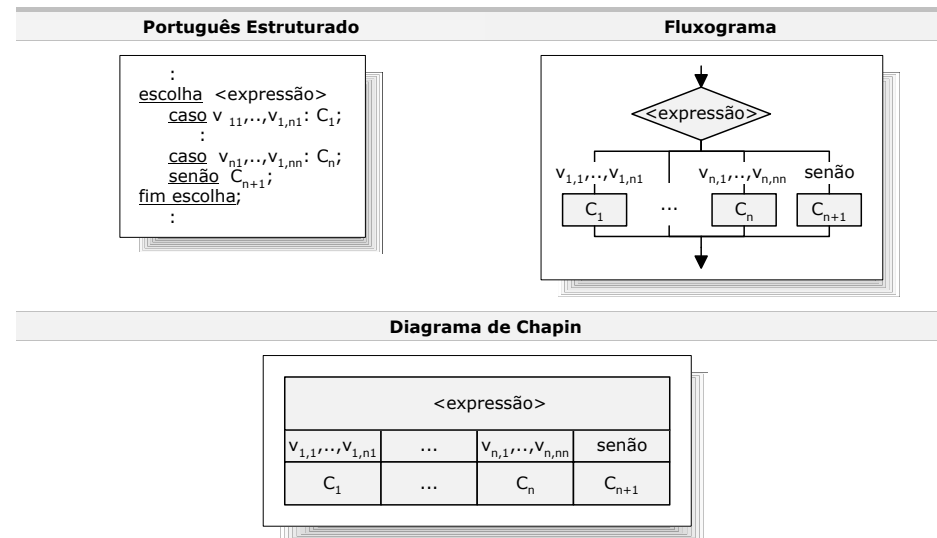 Português Estruturado
:
escolha <expressão>
caso v 11,..,v1,n1: C1;
:
caso vn1,..,v1,nn: Cn;
senão Cn+1;
fim escolha;
:
Fluxograma
<expressão>
v1,1,..,v1,n1 vn,1,..,vn,nn senão
C1 ... Cn Cn+1
Diagrama de Chapin
<expressão>
v1,1,..,v1,n1 ... vn,1,..,vn,nn senão
C1 ... Cn Cn+1